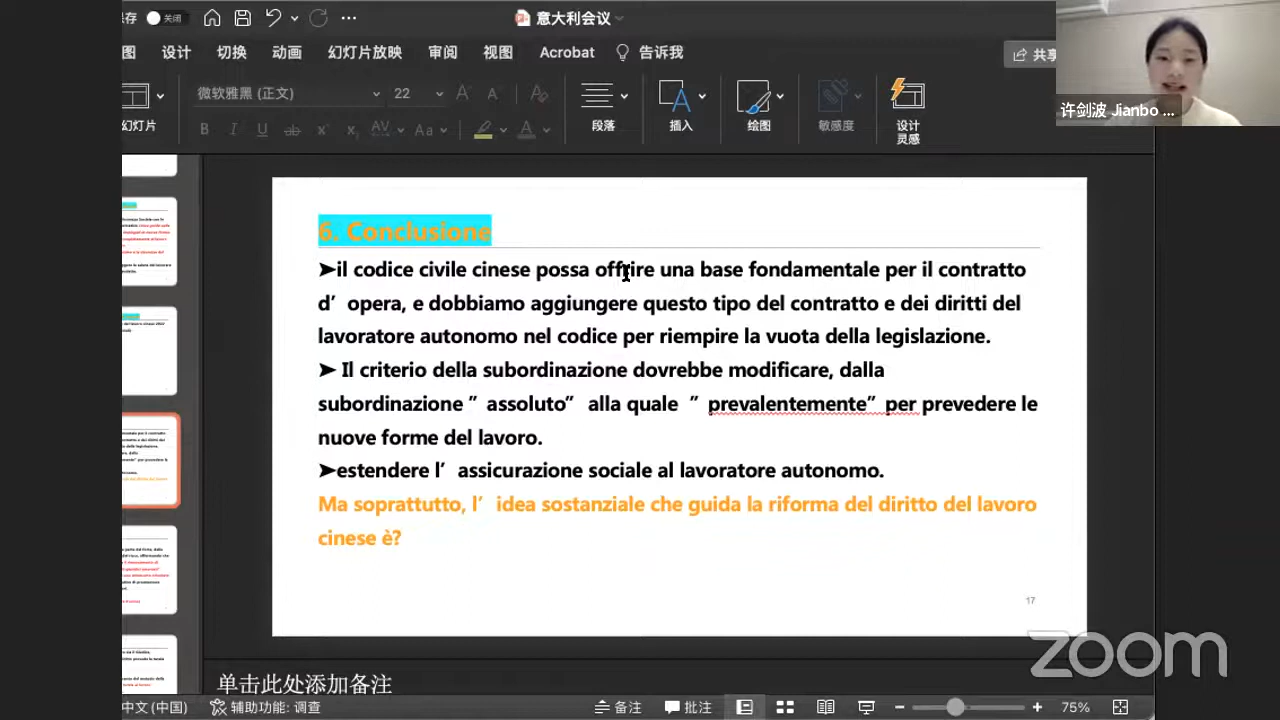 存 关闭 意大利会议
图 设计 切换 动画 幻灯片放映 审阅 视图 Acrobat 告诉我 共享
微软雅黑 (正文) 22
幻灯片 段落 插入 绘图 敏感度 设计
灵感
许剑波 Jianbo ...
6. Conclusione
➤il codice civile cinese possa offrire una base fondamentale per il contratto
d’ opera, e dobbiamo aggiungere questo tipo del contratto e dei diritti del
lavoratore autonomo nel codice per riempire la vuota della legislazione.
➤ Il criterio della subordinazione dovrebbe modificare, dalla
subordinazione ”assoluto” alla quale ”prevalentemente” per prevedere le
nuove forme del lavoro.
➤estendere l’ assicurazione sociale al lavoratore autonomo.
Ma soprattutto, l’ idea sostanziale che guida la riforma del diritto del lavoro
cinese è?
17
zoom
单击此处添加备注
中文 (中国) 辅助功能: 调查 备注 批注 75%